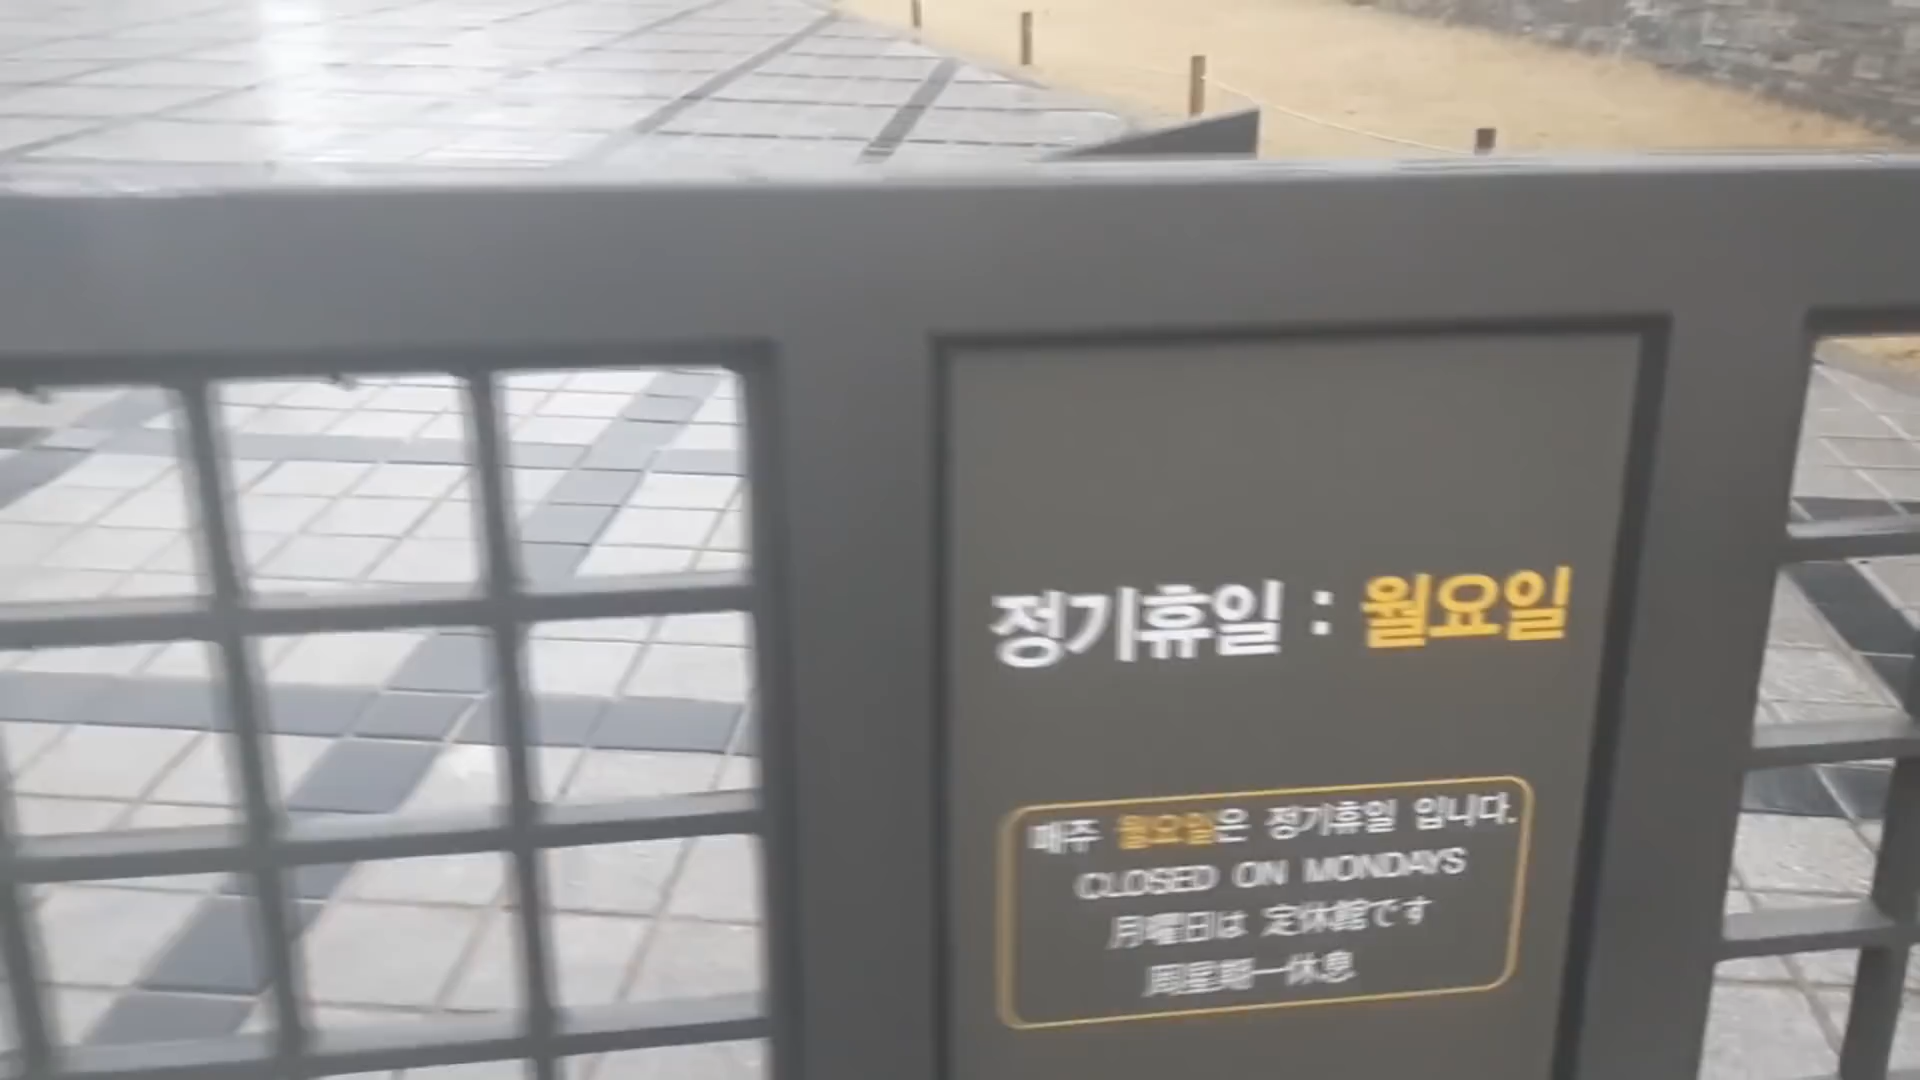 정기휴일 : 월요일
매주 월요일은 정기휴일 입니다.
CLOSED ON MONDAYS
月曜日は 定休館です
周星期一休息